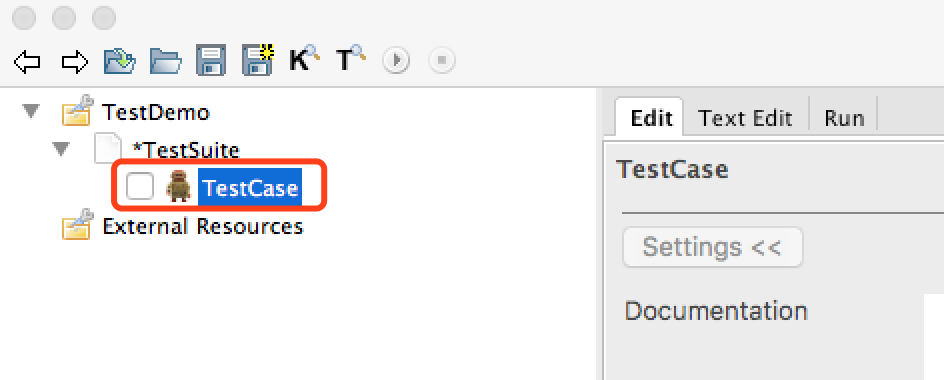 K T
TestDemo
*TestSuite
TestCase
External Resources
Edit Text Edit Run
TestCase
Settings <<
Documentation